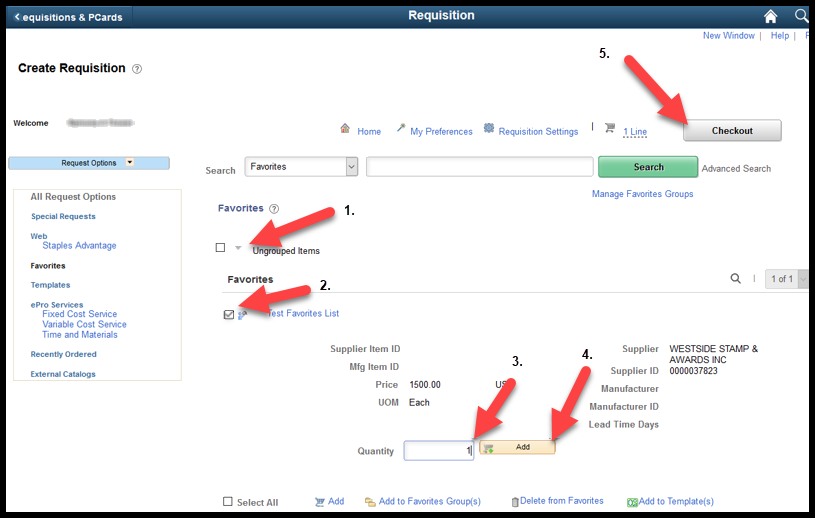 equisitions & PCards
Requisition
New Window | Help |
5.
Create Requisition
Welcome
Home
My Preferences
Requisition Settings
1 Line
Checkout
Request Options
Search
Favorites
Search
Advanced Search
Manage Favorites Groups
All Request Options
Special Requests
Web
Staples Advantage
Favorites
Templates
ePro Services
Fixed Cost Service
Variable Cost Service
Time and Materials
Recently Ordered
External Catalogs
Favorites
1.
Ungrouped Items
Favorites
1 of 1
2.
Test Favorites List
Supplier Item ID
Mfg Item ID
Price 1500.00
UOM Each
3.
4.
Supplier WESTSIDE STAMP &
AWARDS INC
Supplier ID 0000037823
Manufacturer
Manufacturer ID
Lead Time Days
Quantity 1 Add
Select All
Add
Add to Favorites Group(s)
Delete from Favorites
Add to Template(s)